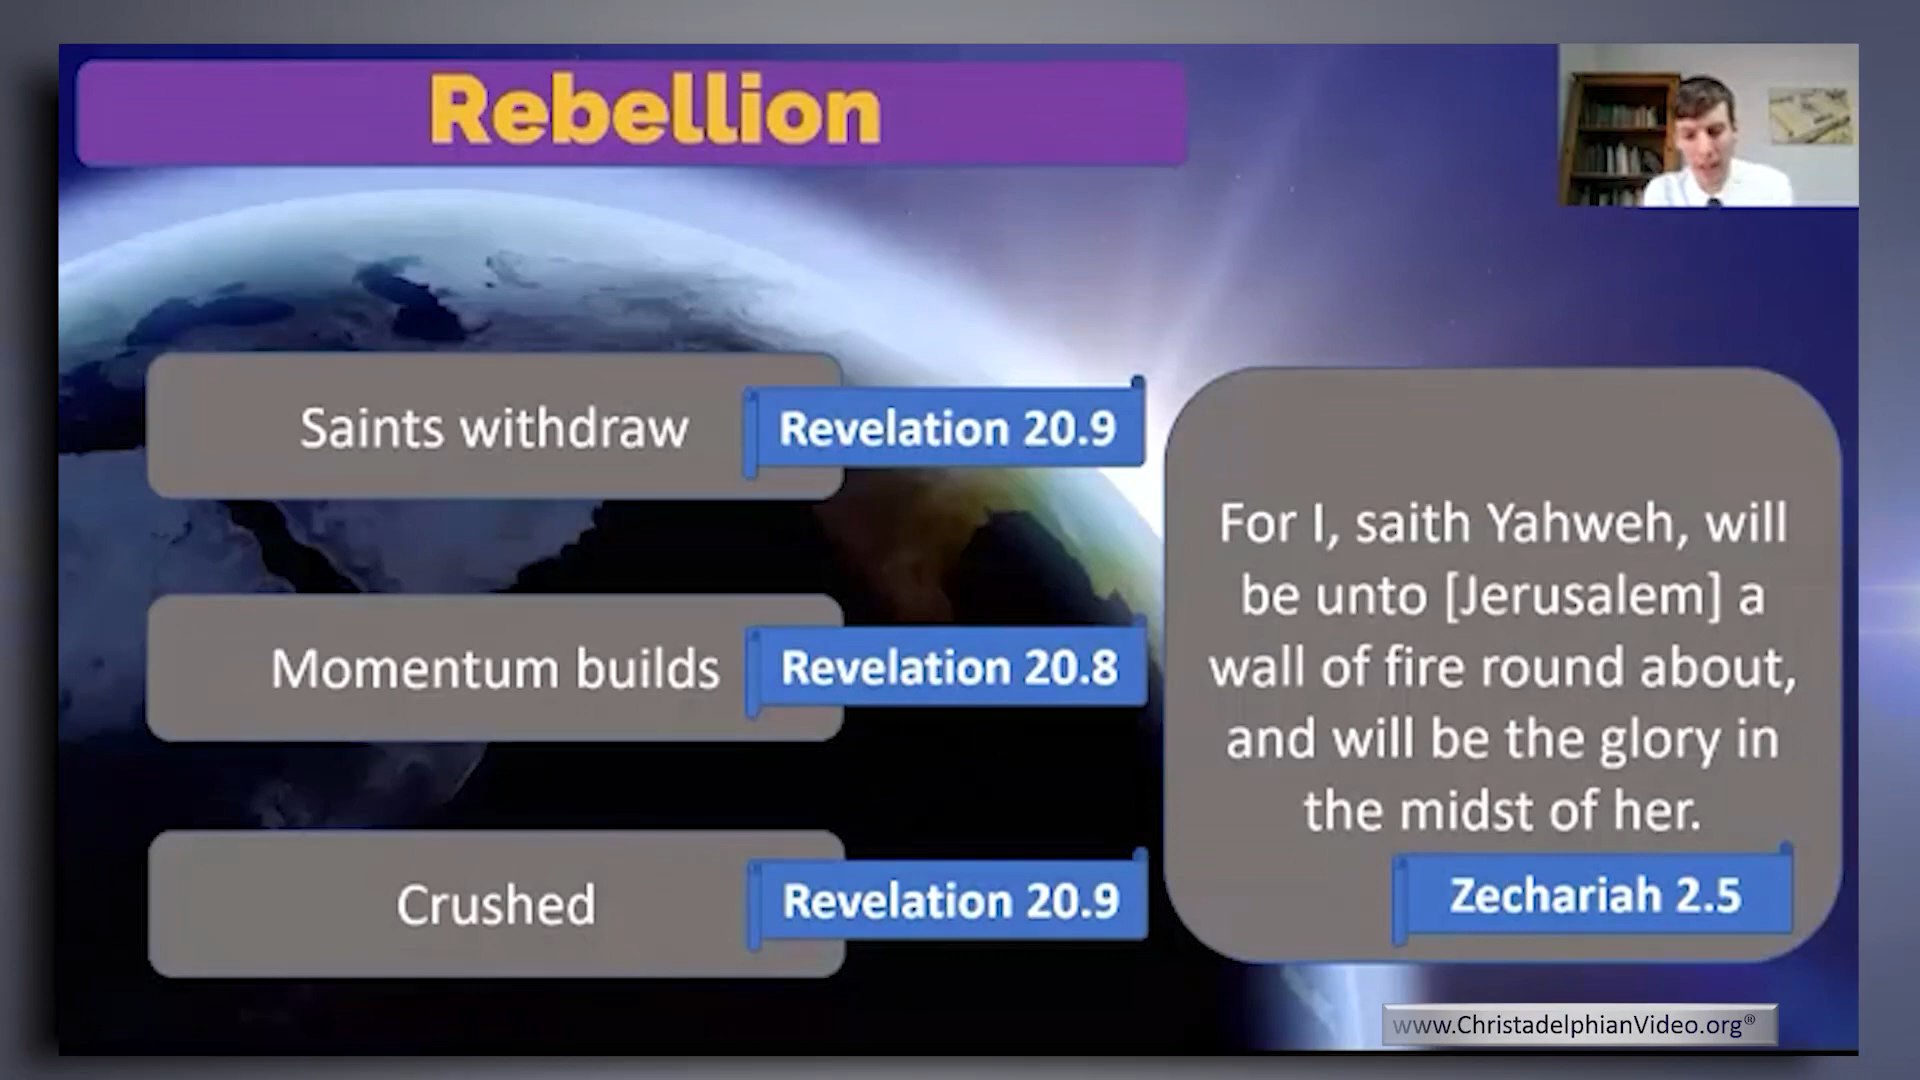 Rebellion
Saints withdraw
Revelation 20.9
Momentum builds
Revelation 20.8
Crushed
Revelation 20.9
For I, saith Yahweh, will
be unto [Jerusalem] a
wall of fire round about,
and will be the glory in
the midst of her.
Zechariah 2.5
www.ChristadelphianVideo.org®